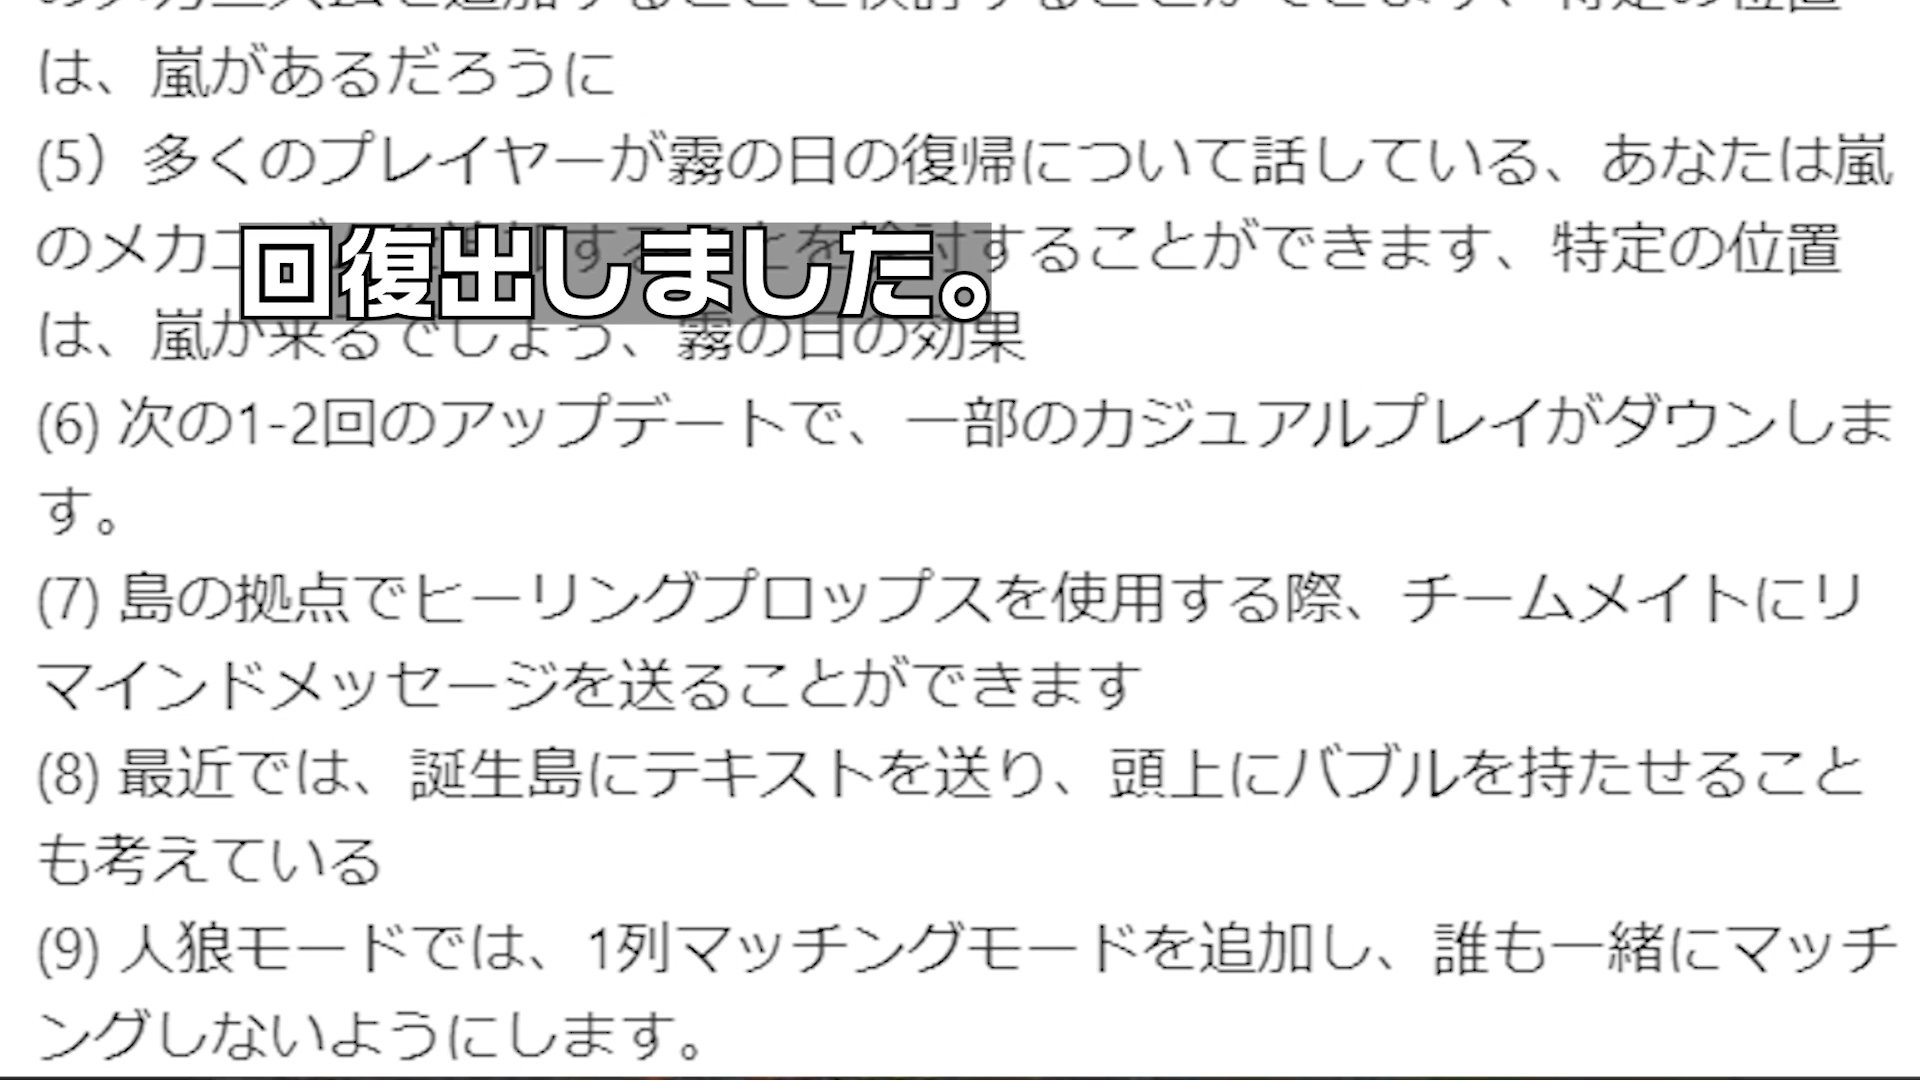 は、嵐があるだろうに
(5）多くのプレイヤーが霧の日の復帰について話している、あなたは嵐
のメカ することができます、特定の位置
回復出しました。
は、嵐が来るでしょう、霧の日の効果
(6) 次の1-2回のアップデートで、一部のカジュアルプレイがダウンしま
す。
(7) 島の拠点でヒーリングプロップスを使用する際、チームメイトにリ
マインドメッセージを送ることができます
(8) 最近では、誕生島にテキストを送り、頭上にバブルを持たせること
も考えている
(9) 人狼モードでは、1列マッチングモードを追加し、誰も一緒にマッチ
ングしないようにします。